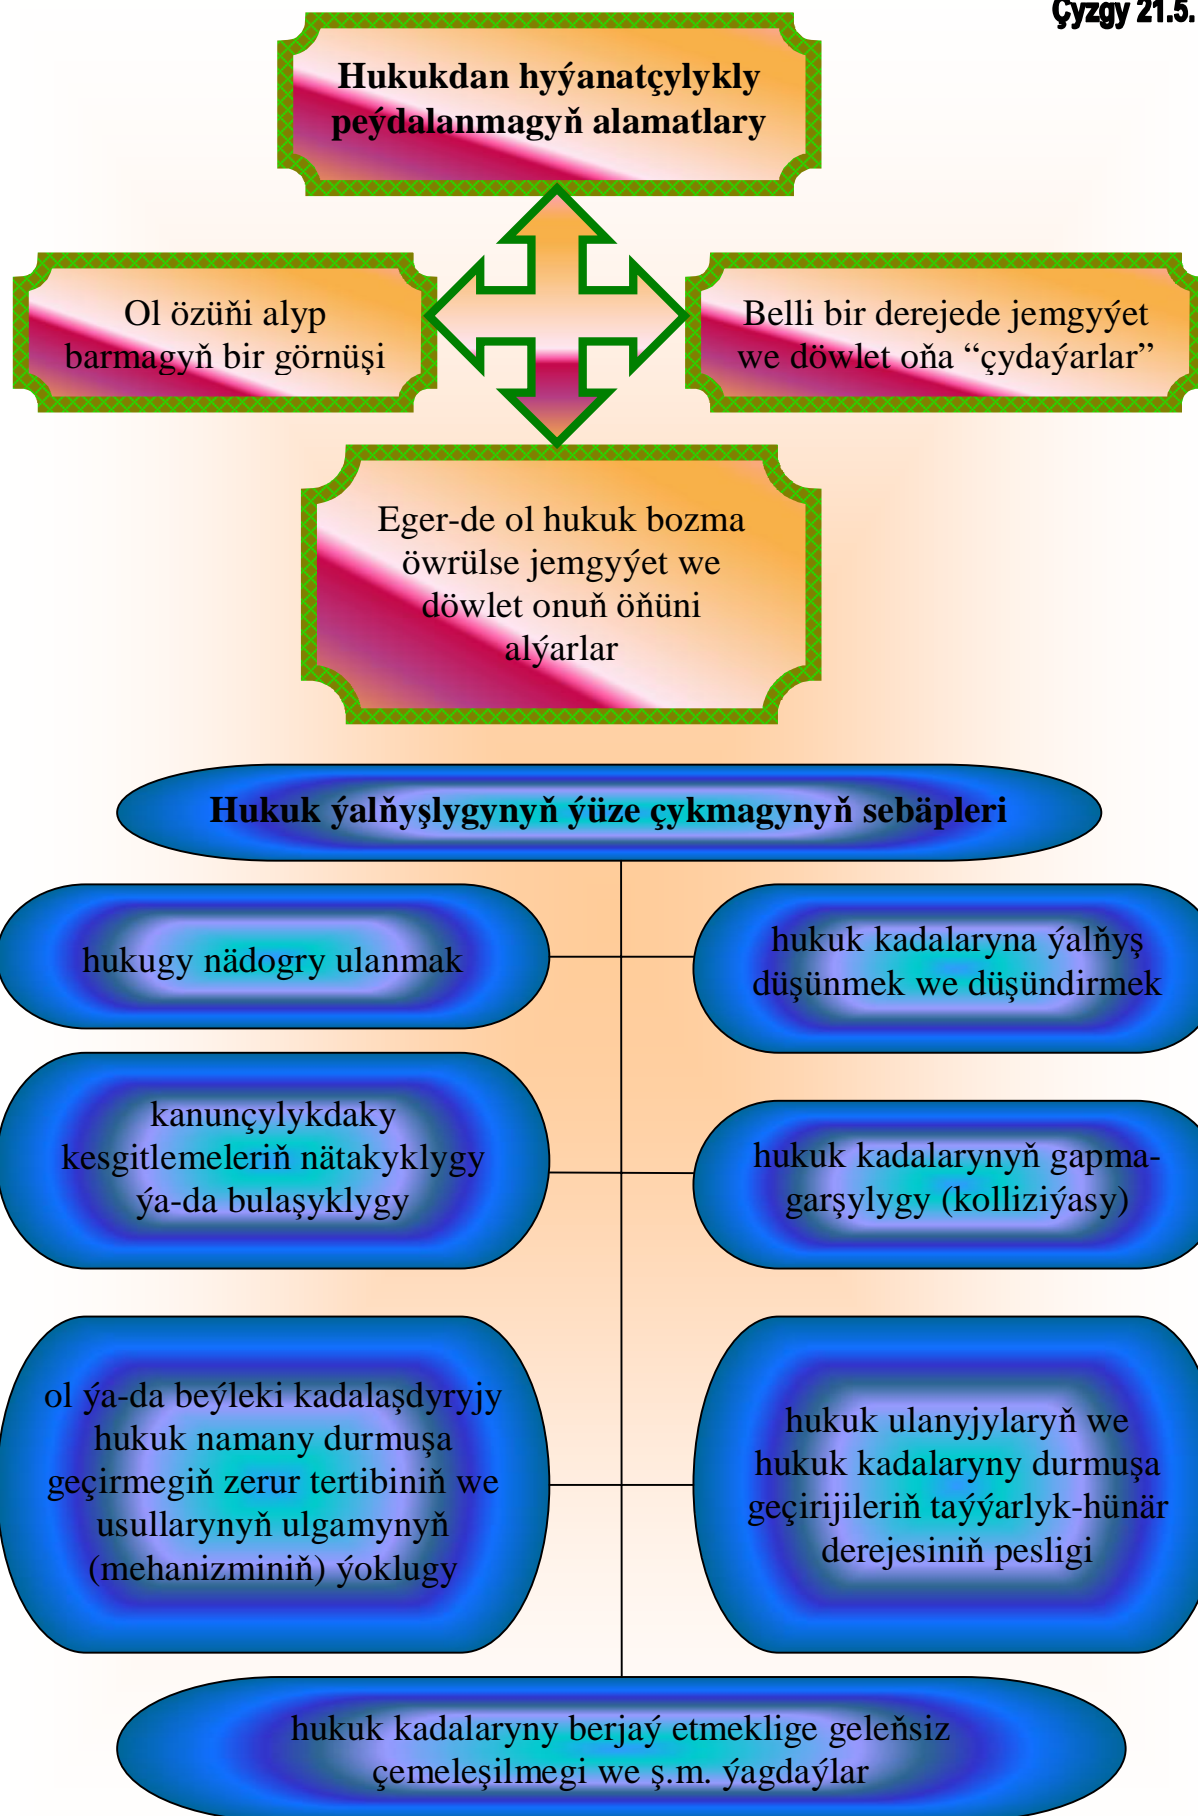 Çyzgy 21.5.
Hukukdan hyýanatçylykly
peýdalanmagyň alamatlary
Ol özüňi alyp
barmagyň bir görnüşi
Belli bir derejede jemgyýet
we döwlet oňa “çydaýarlar”
Eger-de ol hukuk bozma
öwrülse jemgyýet we
döwlet onuň öňüni
alýarlar
Hukuk ýalňyşlygynyň ýüze çykmagynyň sebäpleri
hukugy nädogry ulanmak
hukuk kadalaryna ýalňyş
düşünmek we düşündirmek
kanunçylykdaky
kesgitlemeleriň nätakyklygy
ýa-da bulaşyklygy
hukuk kadalarynyň gapma-
garşylygy (kolliziýasy)
ol ýa-da beýleki kadalaşdyryjy
hukuk namany durmuşa
geçirmegiň zerur tertibiniň we
usullarynyň ulgamynyň
(mehanizminiň) ýoklugy
hukuk ulanyjylaryň we
hukuk kadalaryny durmuşa
geçirijileriň taýýarlyk-hünär
derejesiniň pesligi
hukuk kadalaryny berjaý etmeklige geleňsiz
çemeleşilmegi we ş.m. ýagdaýlar